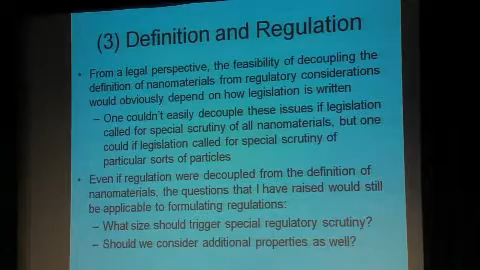 (3) Definition and Regulation
• From a legal perspective, the feasibility of decoupling the
definition of nanomaterials from regulatory considerations
would obviously depend on how legislation is written
– One couldn't easily decouple these issues if legislation
called for special scrutiny of all nanomaterials, but one
could if legislation called for special scrutiny of
particular sorts of particles
• Even if regulation were decoupled from the definition of
nanomaterials, the questions that I have raised would still
be applicable to formulating regulations:
– What size should trigger special regulatory scrutiny?
– Should we consider additional properties as well?